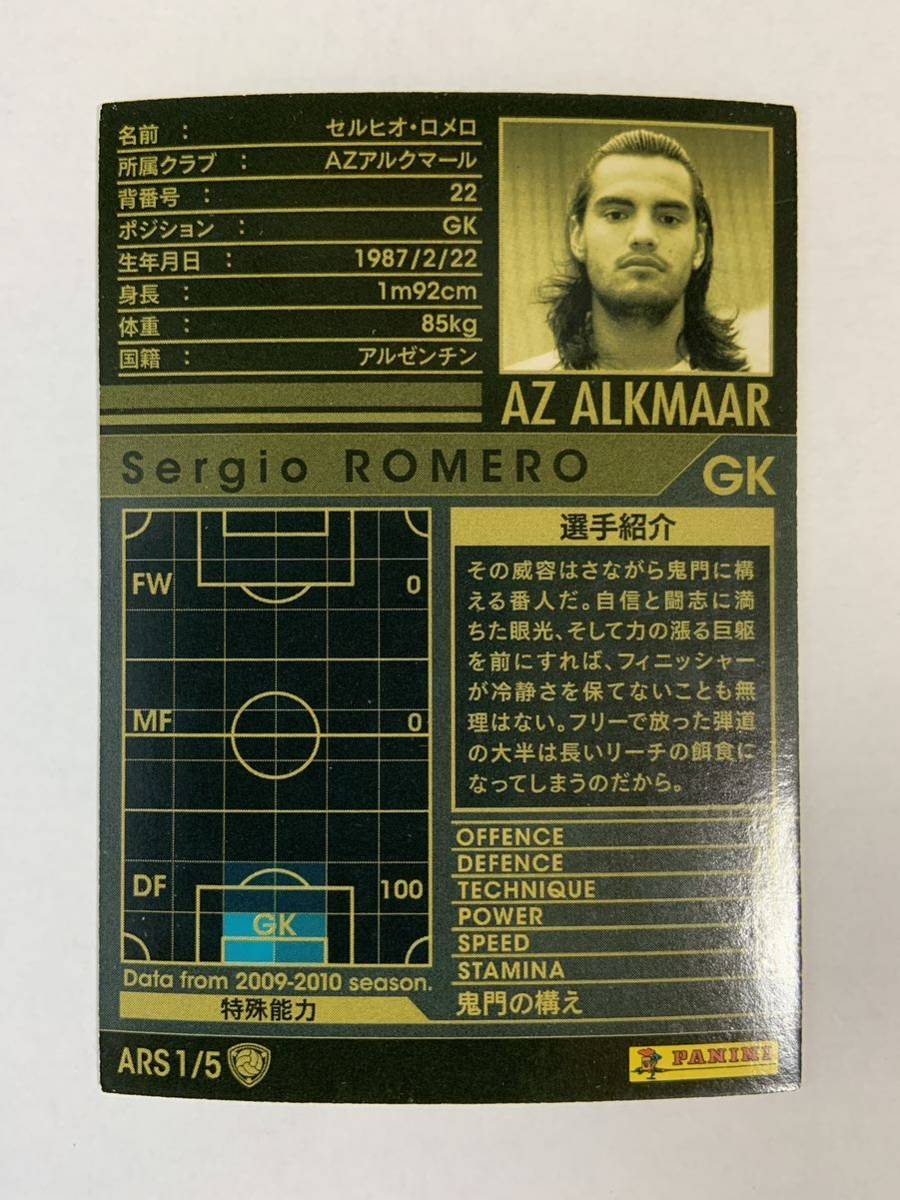 名前 : セルヒオ・ロメロ
所属クラブ : AZアルクマール
背番号 : 22
ポジション : GK
生年月日 : 1987/2/22
身長 : 1m92cm
体重 : 85kg
国籍 : アルゼンチン
AZ ALKMAAR
Sergio ROMERO
GK
FW 0
MF 0
DF 100
GK
Data from 2009-2010 season.
選手紹介
その威容はさながら鬼門に構
える番人だ。自信と闘志に満
ちた眼光、そして力の漲る巨躯
を前にすれば、フィニッシャー
が冷静さを保てないことも無
理はない。フリーで放った弾道
の大半は長いリーチの餌食に
なってしまうのだから。
OFFENCE
DEFENCE
TECHNIQUE
POWER
SPEED
STAMINA
特殊能力
鬼門の構え
ARS 1/5
PANINI